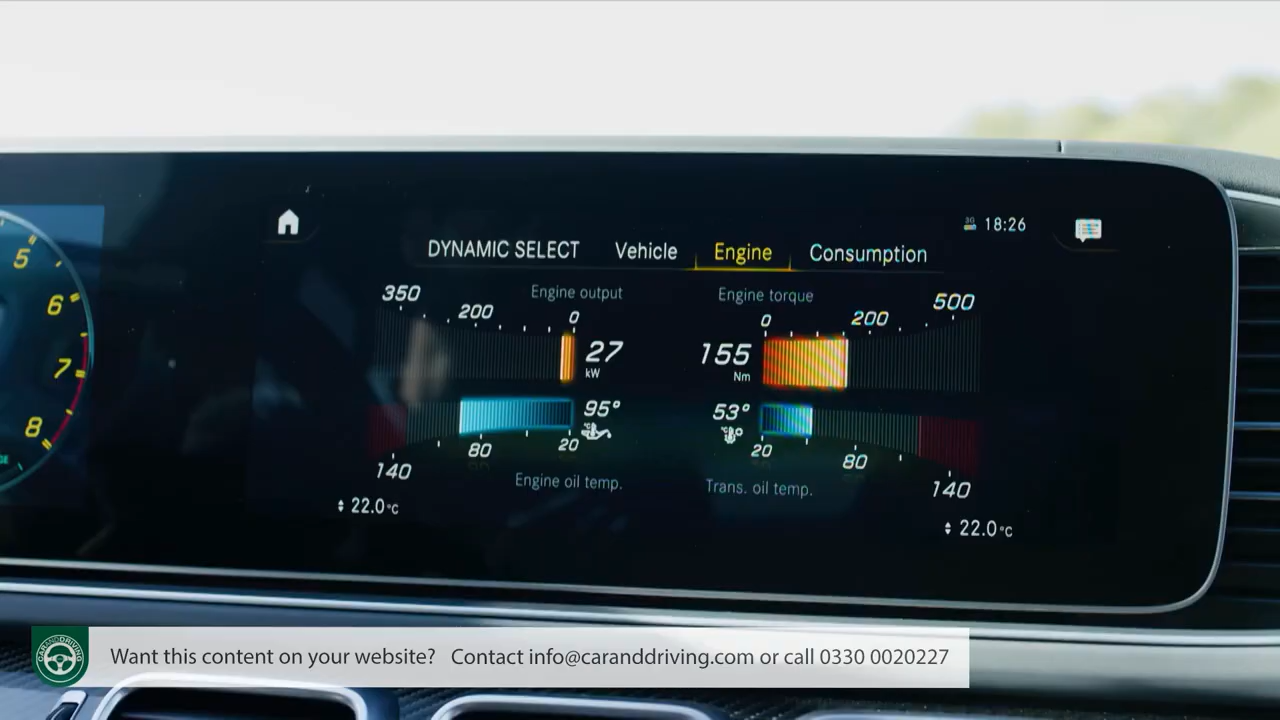 18:26
DYNAMIC SELECT Vehicle Engine Consumption
350 200 Engine output 0
Engine torque 0 200 500
27 kW
155 Nm
95°
53°
140 80 20
20 80 140
Engine oil temp.
Trans. oil temp.
22.0°C
22.0°C
5
6
7
8
CAR AND DRIVING
Want this content on your website? Contact info@caranddriving.com or call 0330 0020227